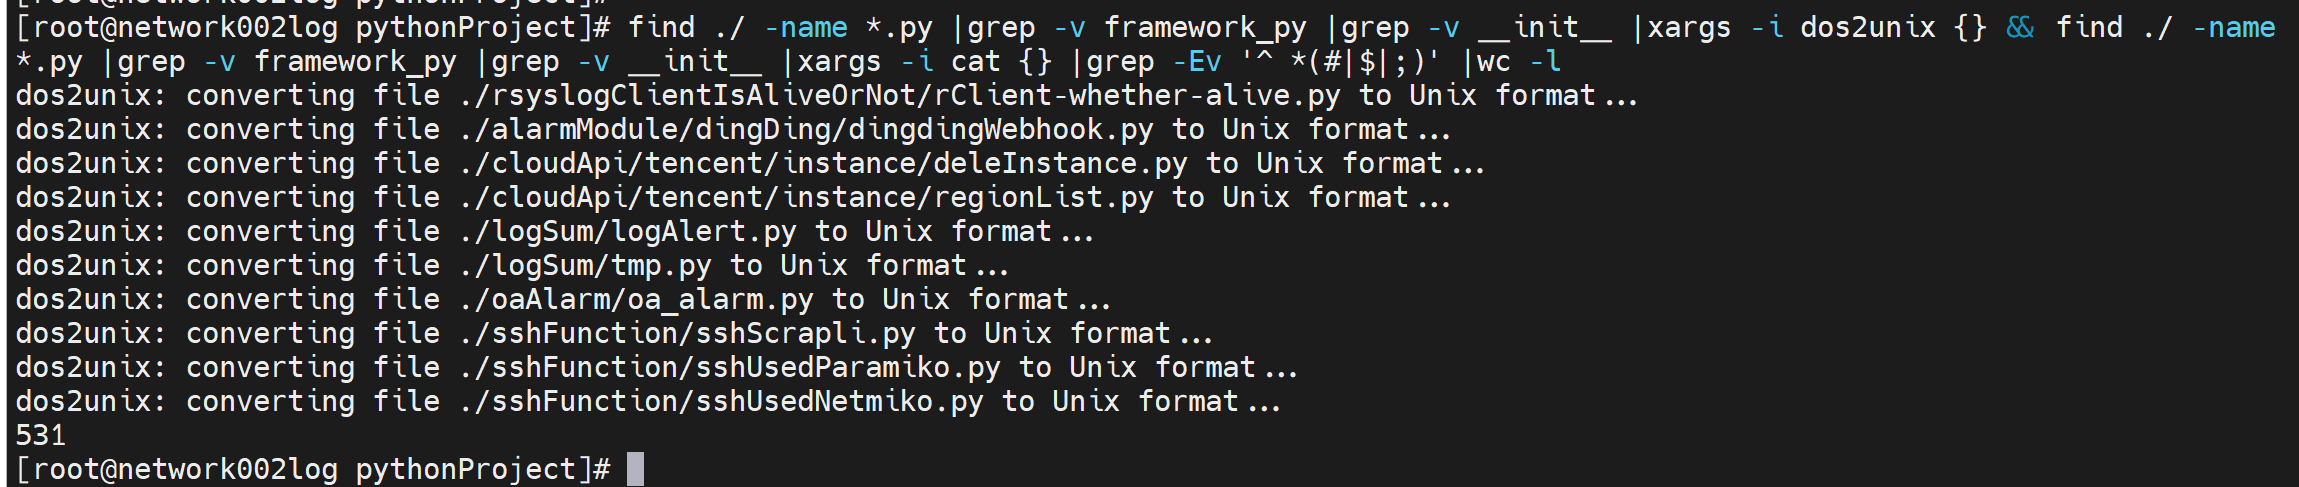 [root@network002log pythonProject]#
[root@network002log pythonProject]# find ./ -name *.py |grep -v framework_py |grep -v __init__ |xargs -i dos2unix {} && find ./ -name
*.py |grep -v framework_py |grep -v __init__ |xargs -i cat {} |grep -Ev '^ *(#|$|;)' |wc -l
dos2unix: converting file ./rsyslogClientIsAliveOrNot/rClient-whether-alive.py to Unix format...
dos2unix: converting file ./alarmModule/dingDing/dingdingWebhook.py to Unix format...
dos2unix: converting file ./cloudApi/tencent/instance/deleInstance.py to Unix format...
dos2unix: converting file ./cloudApi/tencent/instance/regionList.py to Unix format...
dos2unix: converting file ./logSum/logAlert.py to Unix format...
dos2unix: converting file ./logSum/tmp.py to Unix format...
dos2unix: converting file ./oaAlarm/oa_alarm.py to Unix format...
dos2unix: converting file ./sshFunction/sshScrapli.py to Unix format...
dos2unix: converting file ./sshFunction/sshUsedParamiko.py to Unix format...
dos2unix: converting file ./sshFunction/sshUsedNetmiko.py to Unix format...
531
[root@network002log pythonProject]#